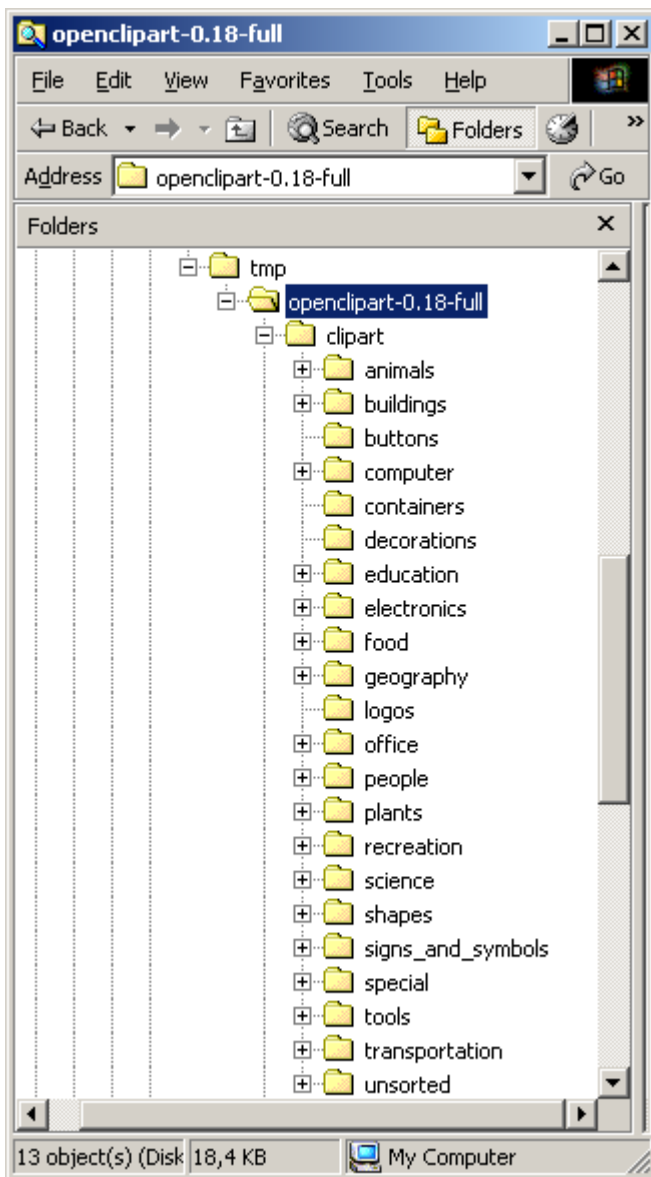 openclipart-0.18-full
File Edit View Favorites Tools Help
Back Search Folders »
Address openclipart-0.18-full Go
Folders
tmp
openclipart-0.18-full
clipart
animals
buildings
buttons
computer
containers
decorations
education
electronics
food
geography
logos
office
people
plants
recreation
science
shapes
signs_and_symbols
special
tools
transportation
unsorted
13 object(s) (Disk 18,4 KB My Computer